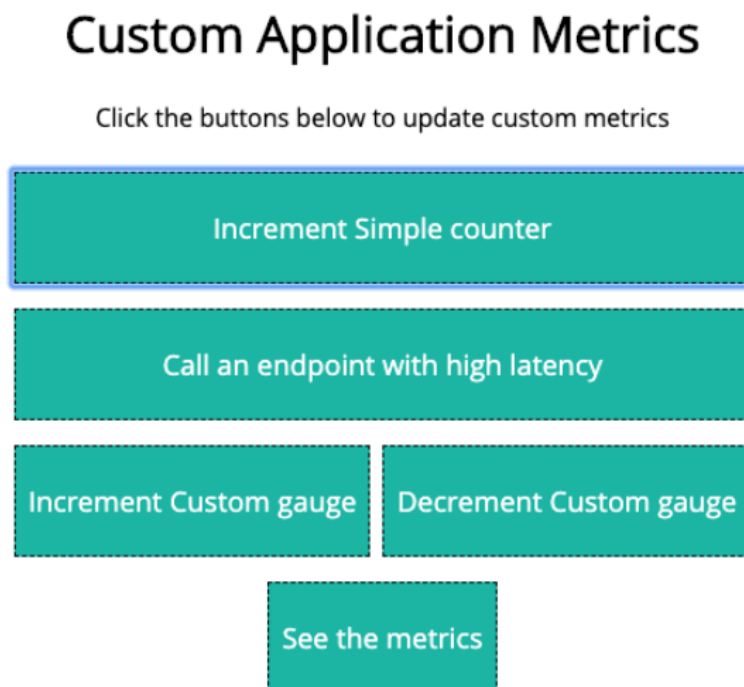 Custom Application Metrics
Click the buttons below to update custom metrics
Increment Simple counter
Call an endpoint with high latency
Increment Custom gauge
Decrement Custom gauge
See the metrics